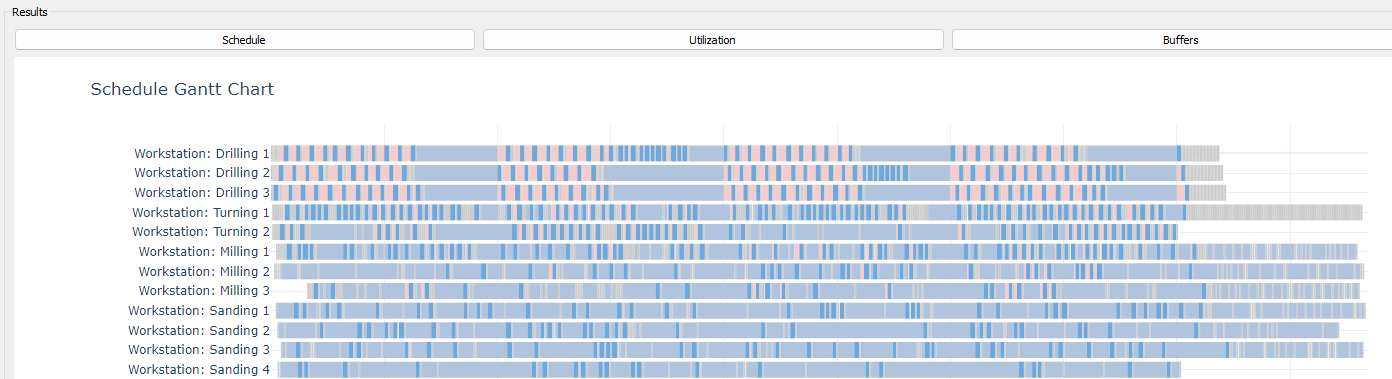 Results
Schedule Utilization Buffers
Schedule Gantt Chart
Workstation: Drilling 1
Workstation: Drilling 2
Workstation: Drilling 3
Workstation: Turning 1
Workstation: Turning 2
Workstation: Milling 1
Workstation: Milling 2
Workstation: Milling 3
Workstation: Sanding 1
Workstation: Sanding 2
Workstation: Sanding 3
Workstation: Sanding 4